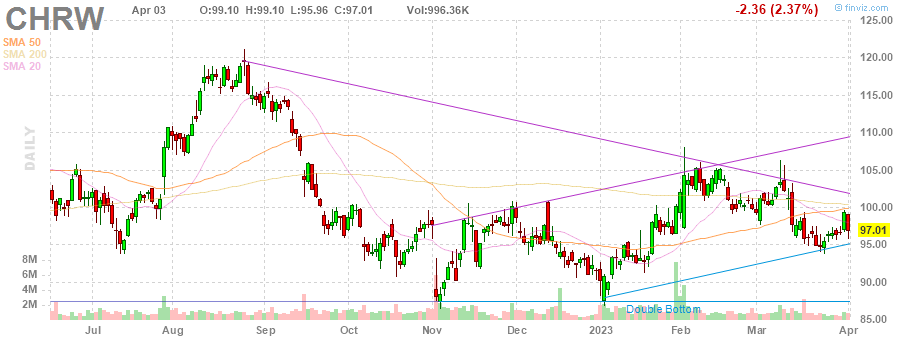 CHRW Apr 03 O:99.10 H:99.10 L:95.96 C:97.01 Vol:996.36K -2.36 (2.37%) © finviz.com
SMA 50
SMA 200
SMA 20
DAILY
125.00
120.00
115.00
110.00
105.00
100.00
97.01
95.00
90.00
85.00
8M
6M
4M
2M
Double Bottom
Jul Aug Sep Oct Nov Dec 2023 Feb Mar Apr